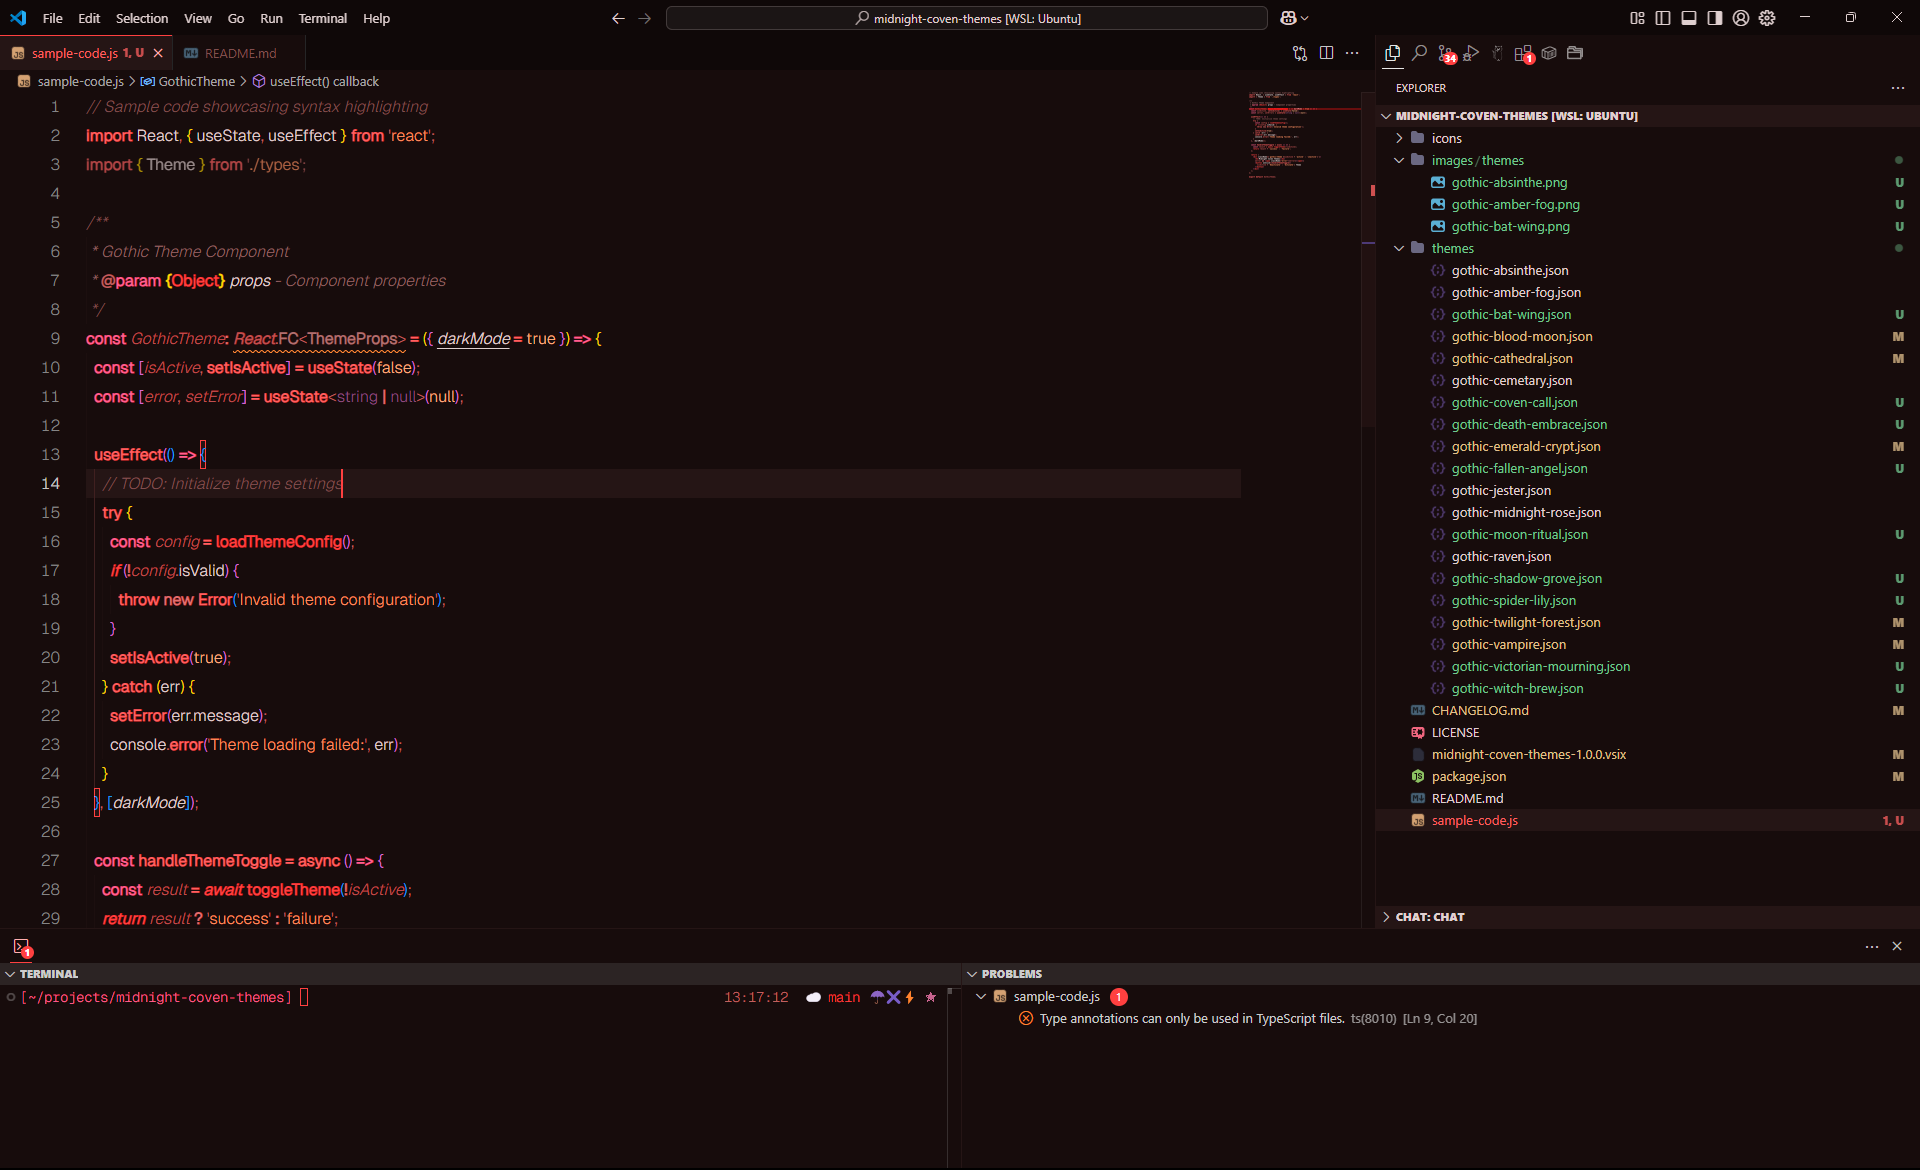 File Edit Selection View Go Run Terminal Help
midnight-coven-themes [WSL: Ubuntu]
sample-code.js 1, U
README.md
sample-code.js > GothicTheme > useEffect() callback
1 // Sample code showcasing syntax highlighting
2 import React, { useState, useEffect } from 'react';
3 import { Theme } from './types';
4
5 /**
6 * Gothic Theme Component
7 * @param {Object} props - Component properties
8 */
9 const GothicTheme: React.FC<ThemeProps> = ({ darkMode = true }) => {
10 const [isActive, setIsActive] = useState(false);
11 const [error, setError] = useState<string | null>(null);
12
13 useEffect(() => {
14 // TODO: Initialize theme settings
15 try {
16 const config = loadThemeConfig();
17 if (!config.isValid) {
18 throw new Error('Invalid theme configuration');
19 }
20 setIsActive(true);
21 } catch (err) {
22 setError(err.message);
23 console.error('Theme loading failed:', err);
24 }
25 }, [darkMode]);
26
27 const handleThemeToggle = async () => {
28 const result = await toggleTheme(!isActive);
29 return result ? 'success' : 'failure';
34
1
EXPLORER
MIDNIGHT-COVEN-THEMES [WSL: UBUNTU]
icons
images / themes
gothic-absinthe.png U
gothic-amber-fog.png U
gothic-bat-wing.png U
themes
gothic-absinthe.json
gothic-amber-fog.json
gothic-bat-wing.json U
gothic-blood-moon.json M
gothic-cathedral.json M
gothic-cemetary.json
gothic-coven-call.json U
gothic-death-embrace.json U
gothic-emerald-crypt.json M
gothic-fallen-angel.json U
gothic-jester.json
gothic-midnight-rose.json
gothic-moon-ritual.json U
gothic-raven.json
gothic-shadow-grove.json U
gothic-spider-lily.json U
gothic-twilight-forest.json M
gothic-vampire.json M
gothic-victorian-mourning.json U
gothic-witch-brew.json U
CHANGELOG.md M
LICENSE
midnight-coven-themes-1.0.0.vsix M
package.json M
README.md
sample-code.js 1, U
CHAT: CHAT
1
TERMINAL
[~/projects/midnight-coven-themes]
13:17:12 main
PROBLEMS
sample-code.js 1
Type annotations can only be used in TypeScript files. ts(8010) [Ln 9, Col 20]